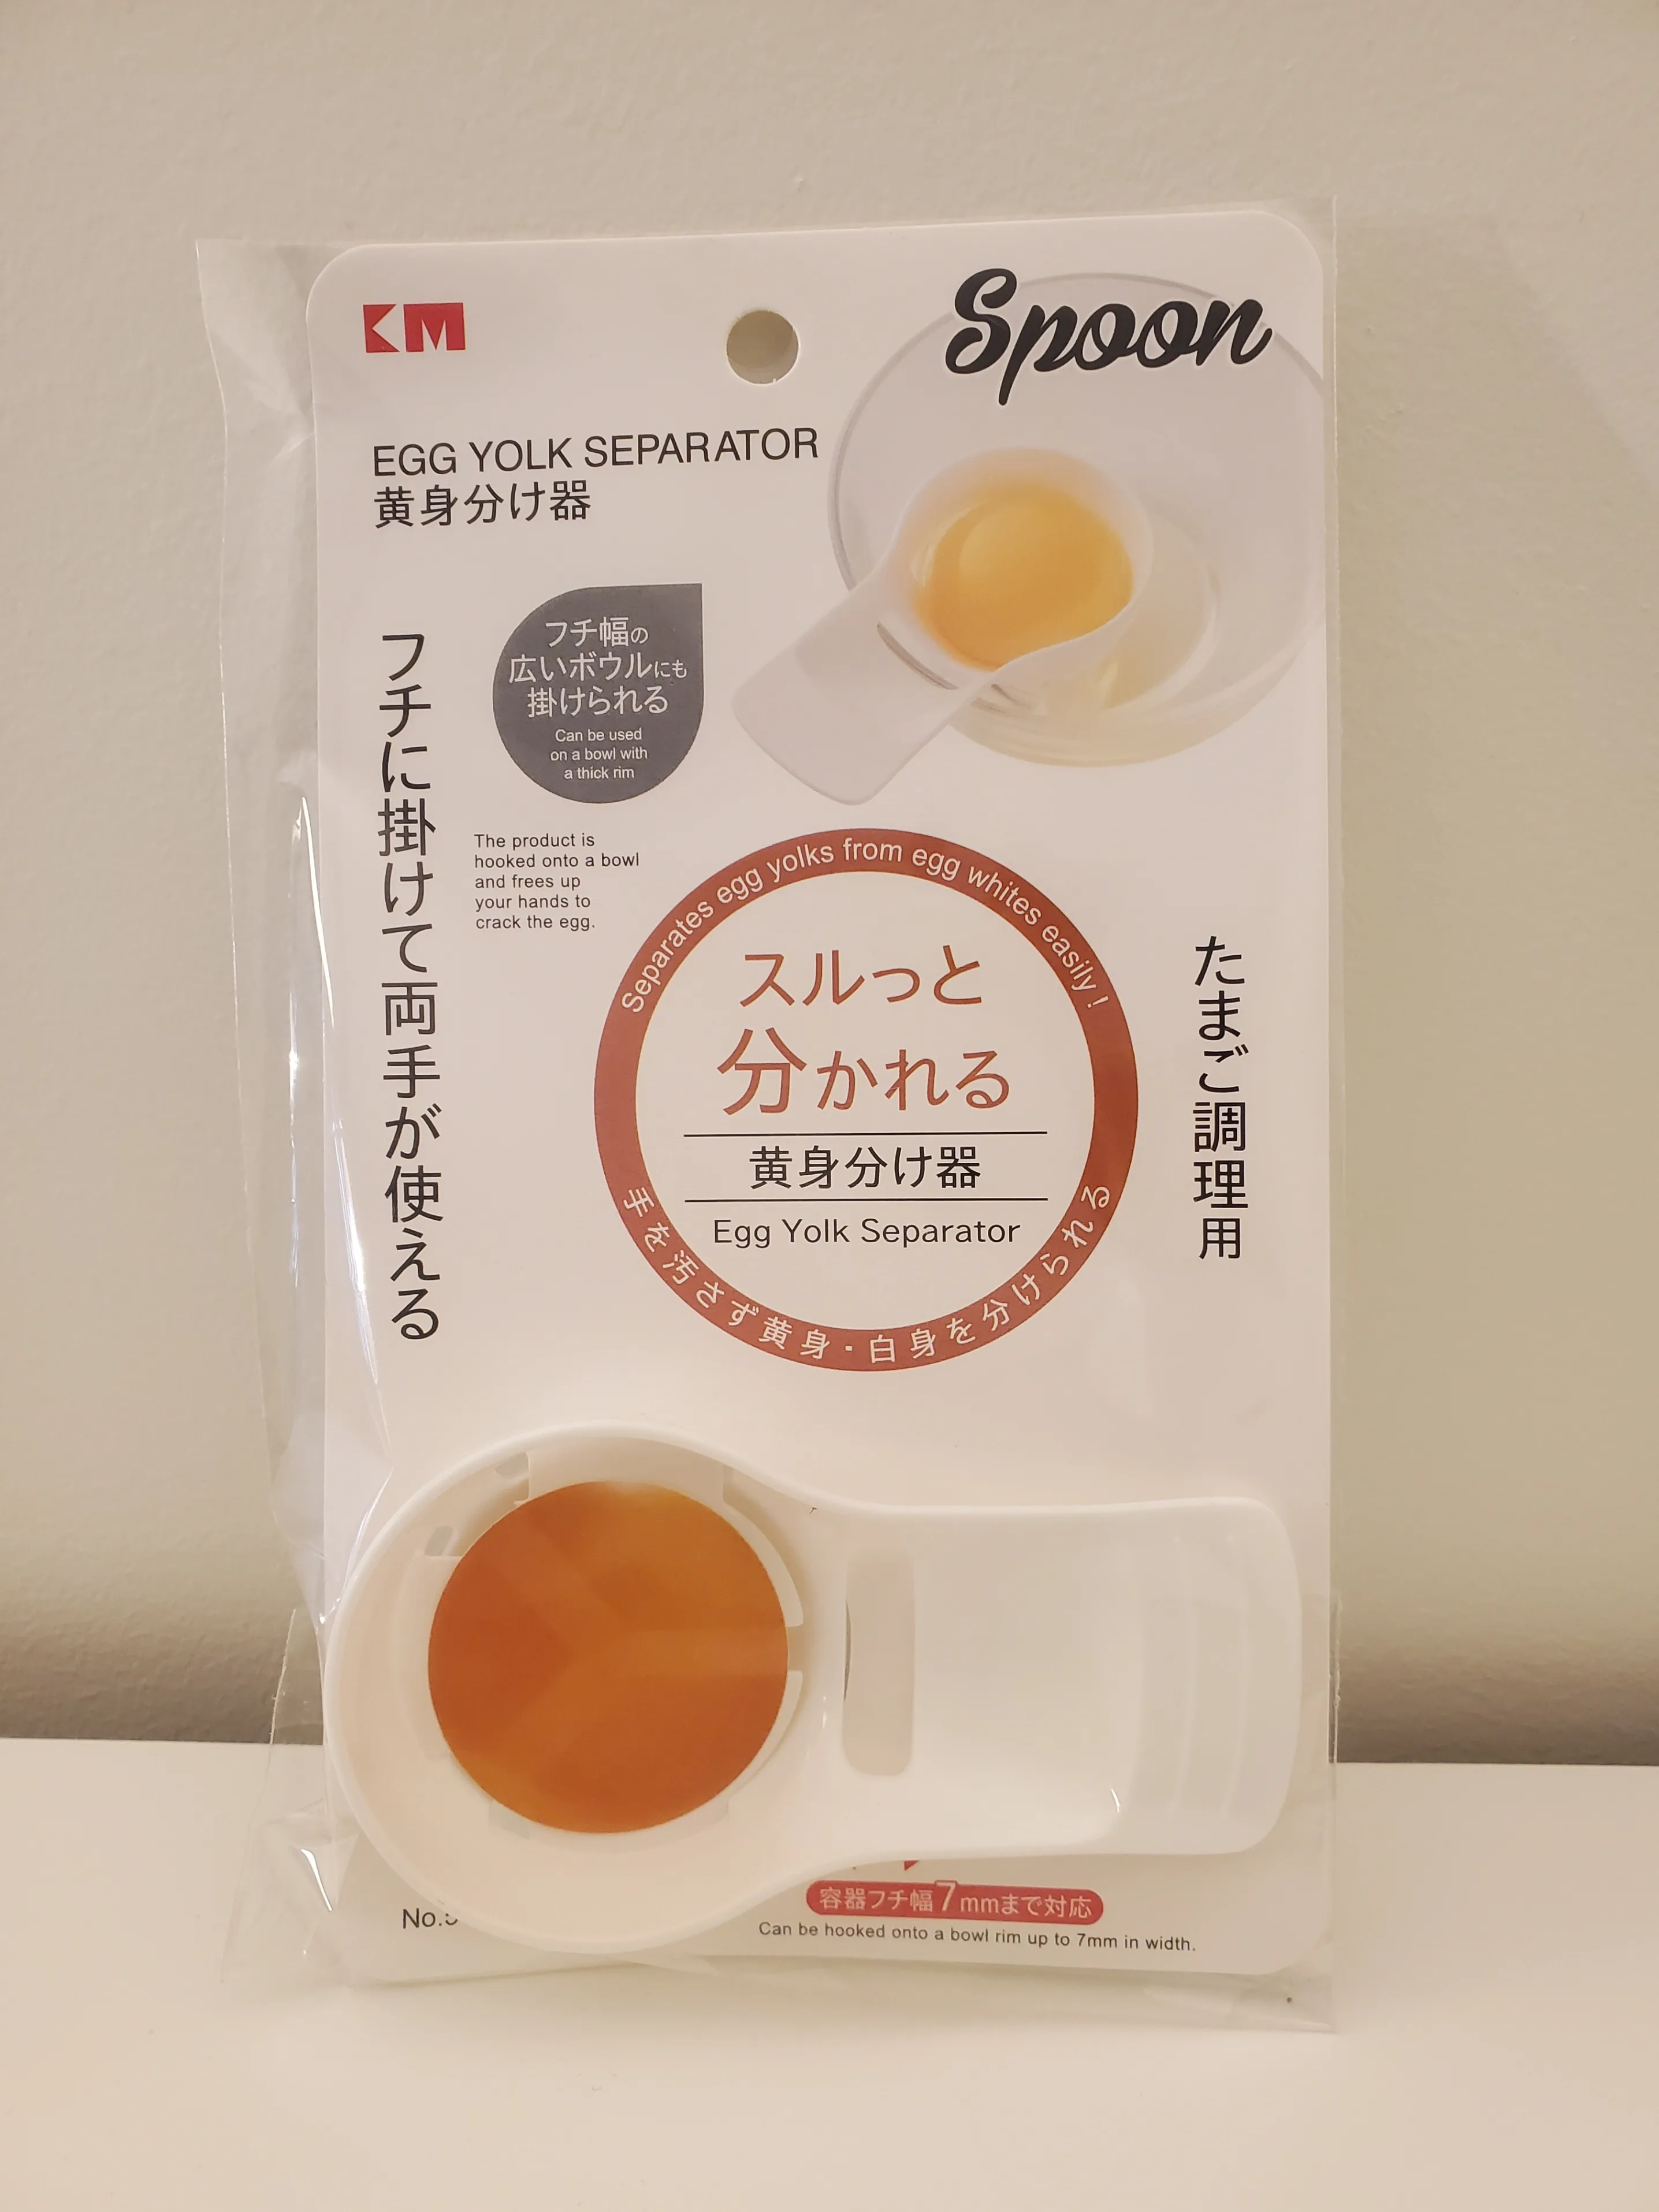 KM
Spoon
EGG YOLK SEPARATOR
黄身分け器
フチ幅の
広いボウルにも
掛けられる
Can be used
on a bowl with
a thick rim
フチに掛けて両手が使える
The product is
hooked onto a bowl
and frees up
your hands to
crack the egg.
Separates egg yolks from egg whites easily!
スルっと
分かれる
黄身分け器
Egg Yolk Separator
手を汚さず黄身・白身を分けられる
たまご調理用
No.
容器フチ幅7mmまで対応
Can be hooked onto a bowl rim up to 7mm in width.